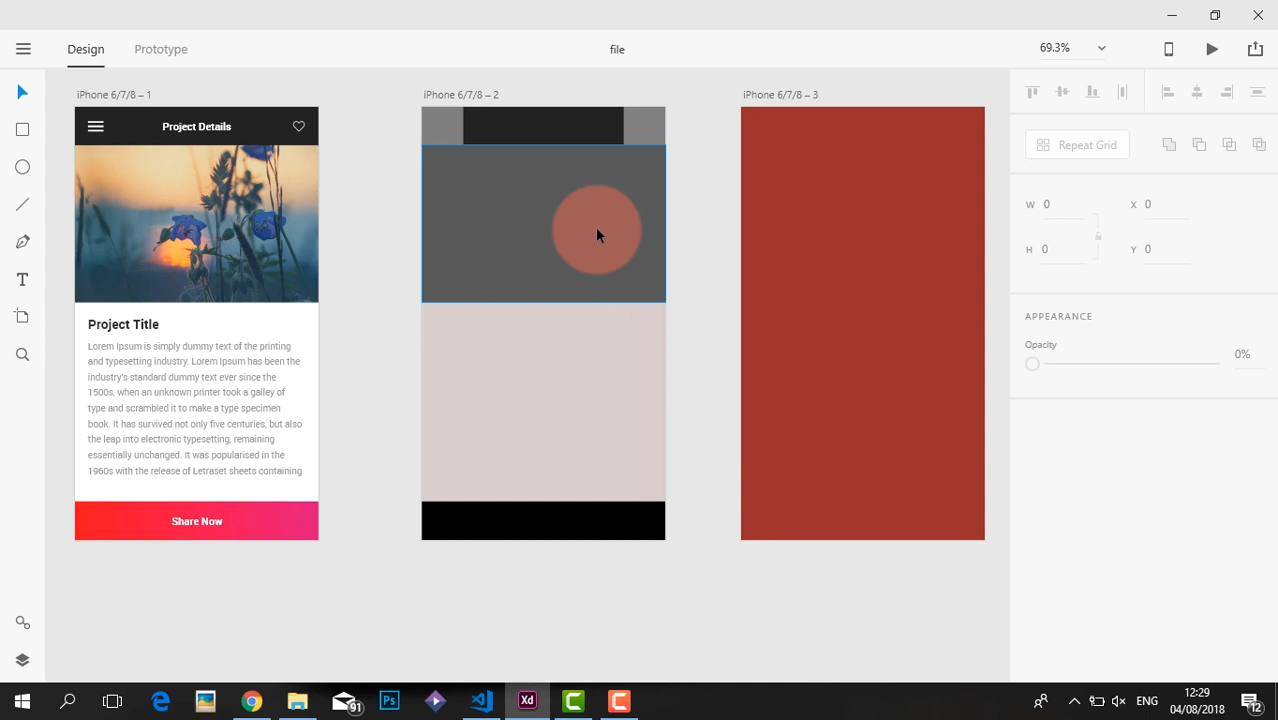 Design
Prototype
file
69.3%
iPhone 6/7/8 – 1
iPhone 6/7/8 – 2
iPhone 6/7/8 – 3
Project Details
Project Title
Lorem Ipsum is simply dummy text of the printing
and typesetting industry. Lorem Ipsum has been the
industry's standard dummy text ever since the
1500s, when an unknown printer took a galley of
type and scrambled it to make a type specimen
book. It has survived not only five centuries, but also
the leap into electronic typesetting, remaining
essentially unchanged. It was popularised in the
1960s with the release of Letraset sheets containing
Share Now
Repeat Grid
W 0
X 0
H 0
Y 0
APPEARANCE
Opacity
0%
91
Ps
Xd
ENG
12:29
04/08/2018
12